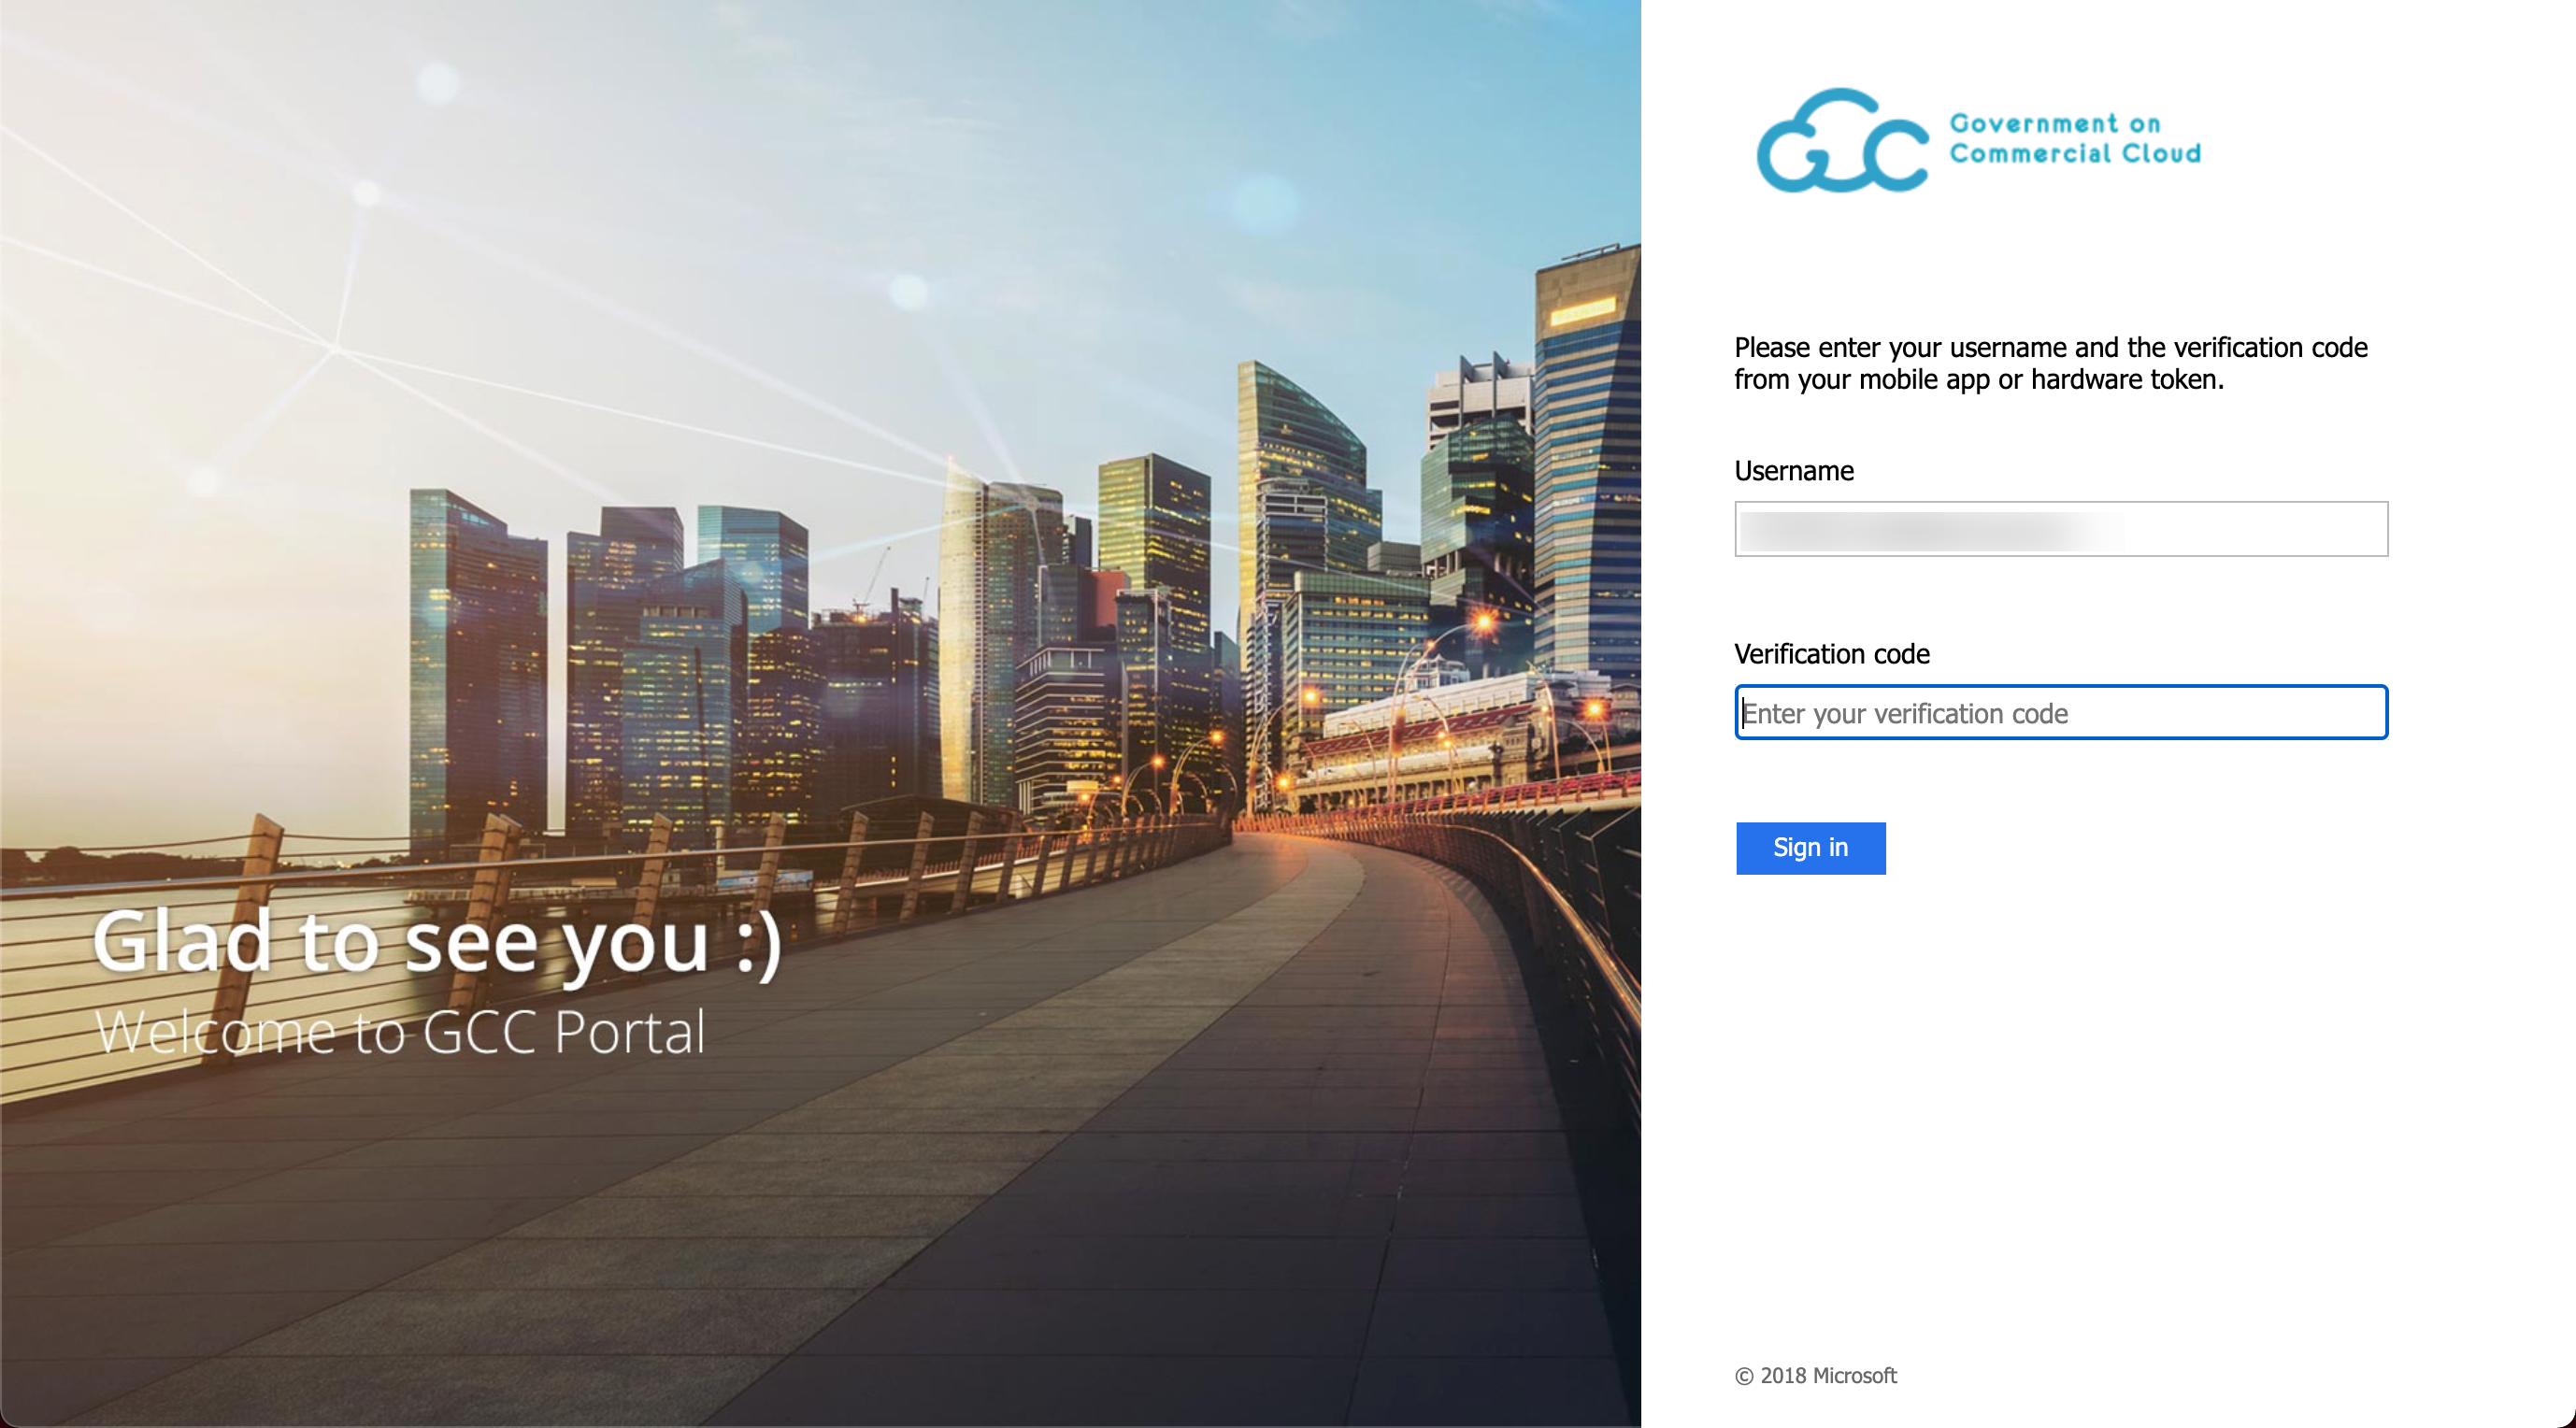 Glad to see you :)
Welcome to GCC Portal
GCC
Government on
Commercial Cloud
Please enter your username and the verification code
from your mobile app or hardware token.
Username
Verification code
Enter your verification code
Sign in
© 2018 Microsoft